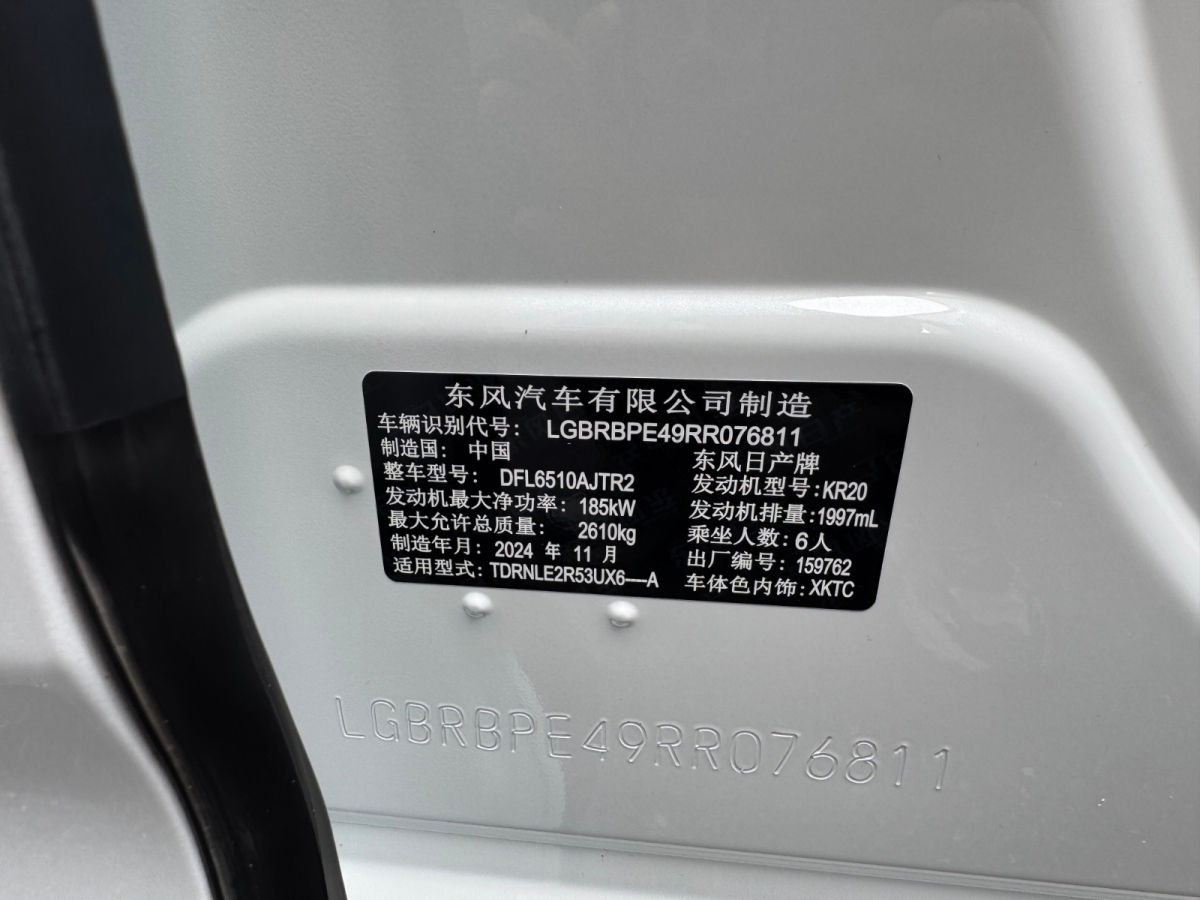 东风汽车有限公司制造
车辆识别代号: LGBRBPE49RR076811
制造国: 中国 东风日产牌
整车型号: DFL6510AJTR2 发动机型号:KR20
发动机最大净功率: 185kW 发动机排量:1997mL
最大允许总质量: 2610kg 乘坐人数:6人
制造年月: 2024 年 11 月 出厂编号: 159762
适用型式: TDRNLE2R53UX6----A 车体色内饰:XKTC
LGBRBPE49RR076811